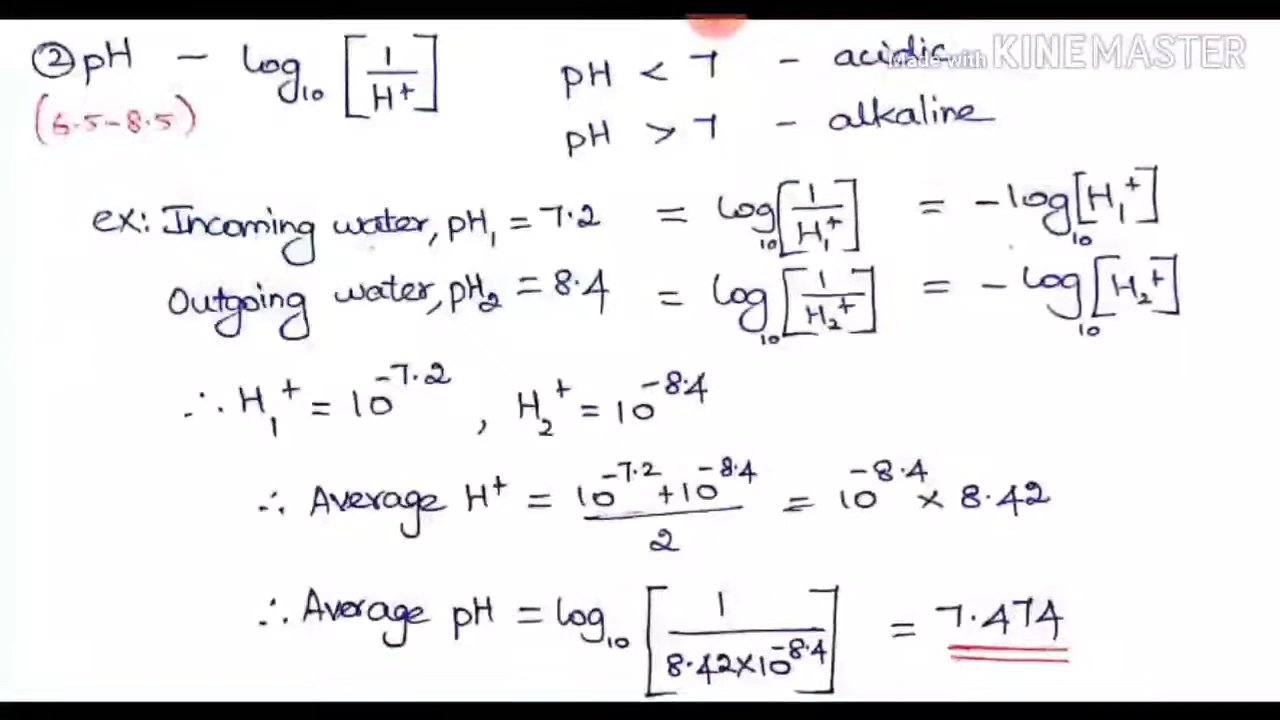 ② pH - log₁₀ [1/H⁺] pH < 7 - acidic
Made with KINEMASTER
(6.5-8.5) pH > 7 - alkaline
ex: Incoming water, pH₁ = 7.2 = log₁₀ [1/H₁⁺] = -log₁₀ [H₁⁺]
Outgoing water, pH₂ = 8.4 = log₁₀ [1/H₂⁺] = -log₁₀ [H₂⁺]
∴ H₁⁺ = 10^-7.2, H₂⁺ = 10^-8.4
∴ Average H⁺ = (10^-7.2 + 10^-8.4)/2 = 10^-8.4 × 8.42
∴ Average pH = log₁₀ [1/(8.42×10^-8.4)] = 7.474